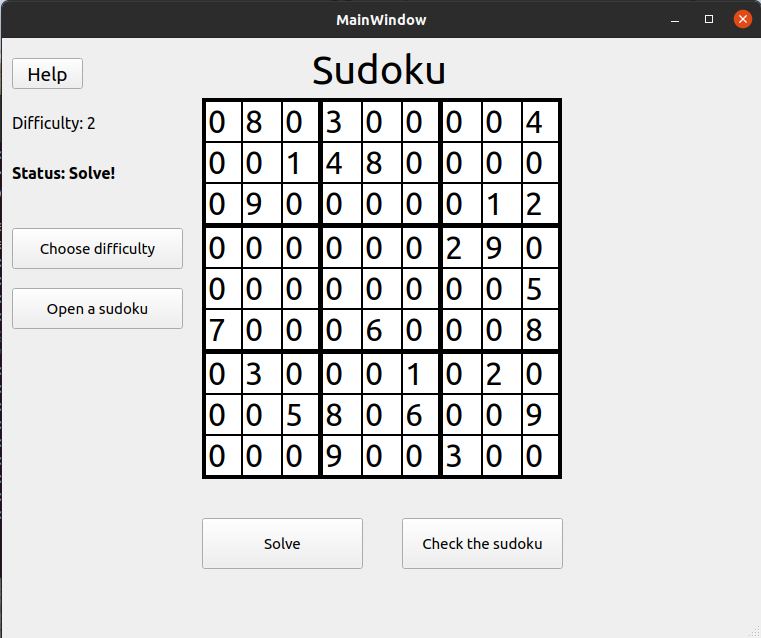 MainWindow
Sudoku
Help
Difficulty: 2
Status: Solve!
Choose difficulty
Open a sudoku
0 8 0 3 0 0 0 0 4
0 0 1 4 8 0 0 0 0
0 9 0 0 0 0 0 1 2
0 0 0 0 0 0 2 9 0
0 0 0 0 0 0 0 0 5
7 0 0 0 6 0 0 0 8
0 3 0 0 0 1 0 2 0
0 0 5 8 0 6 0 0 9
0 0 0 9 0 0 3 0 0
Solve
Check the sudoku